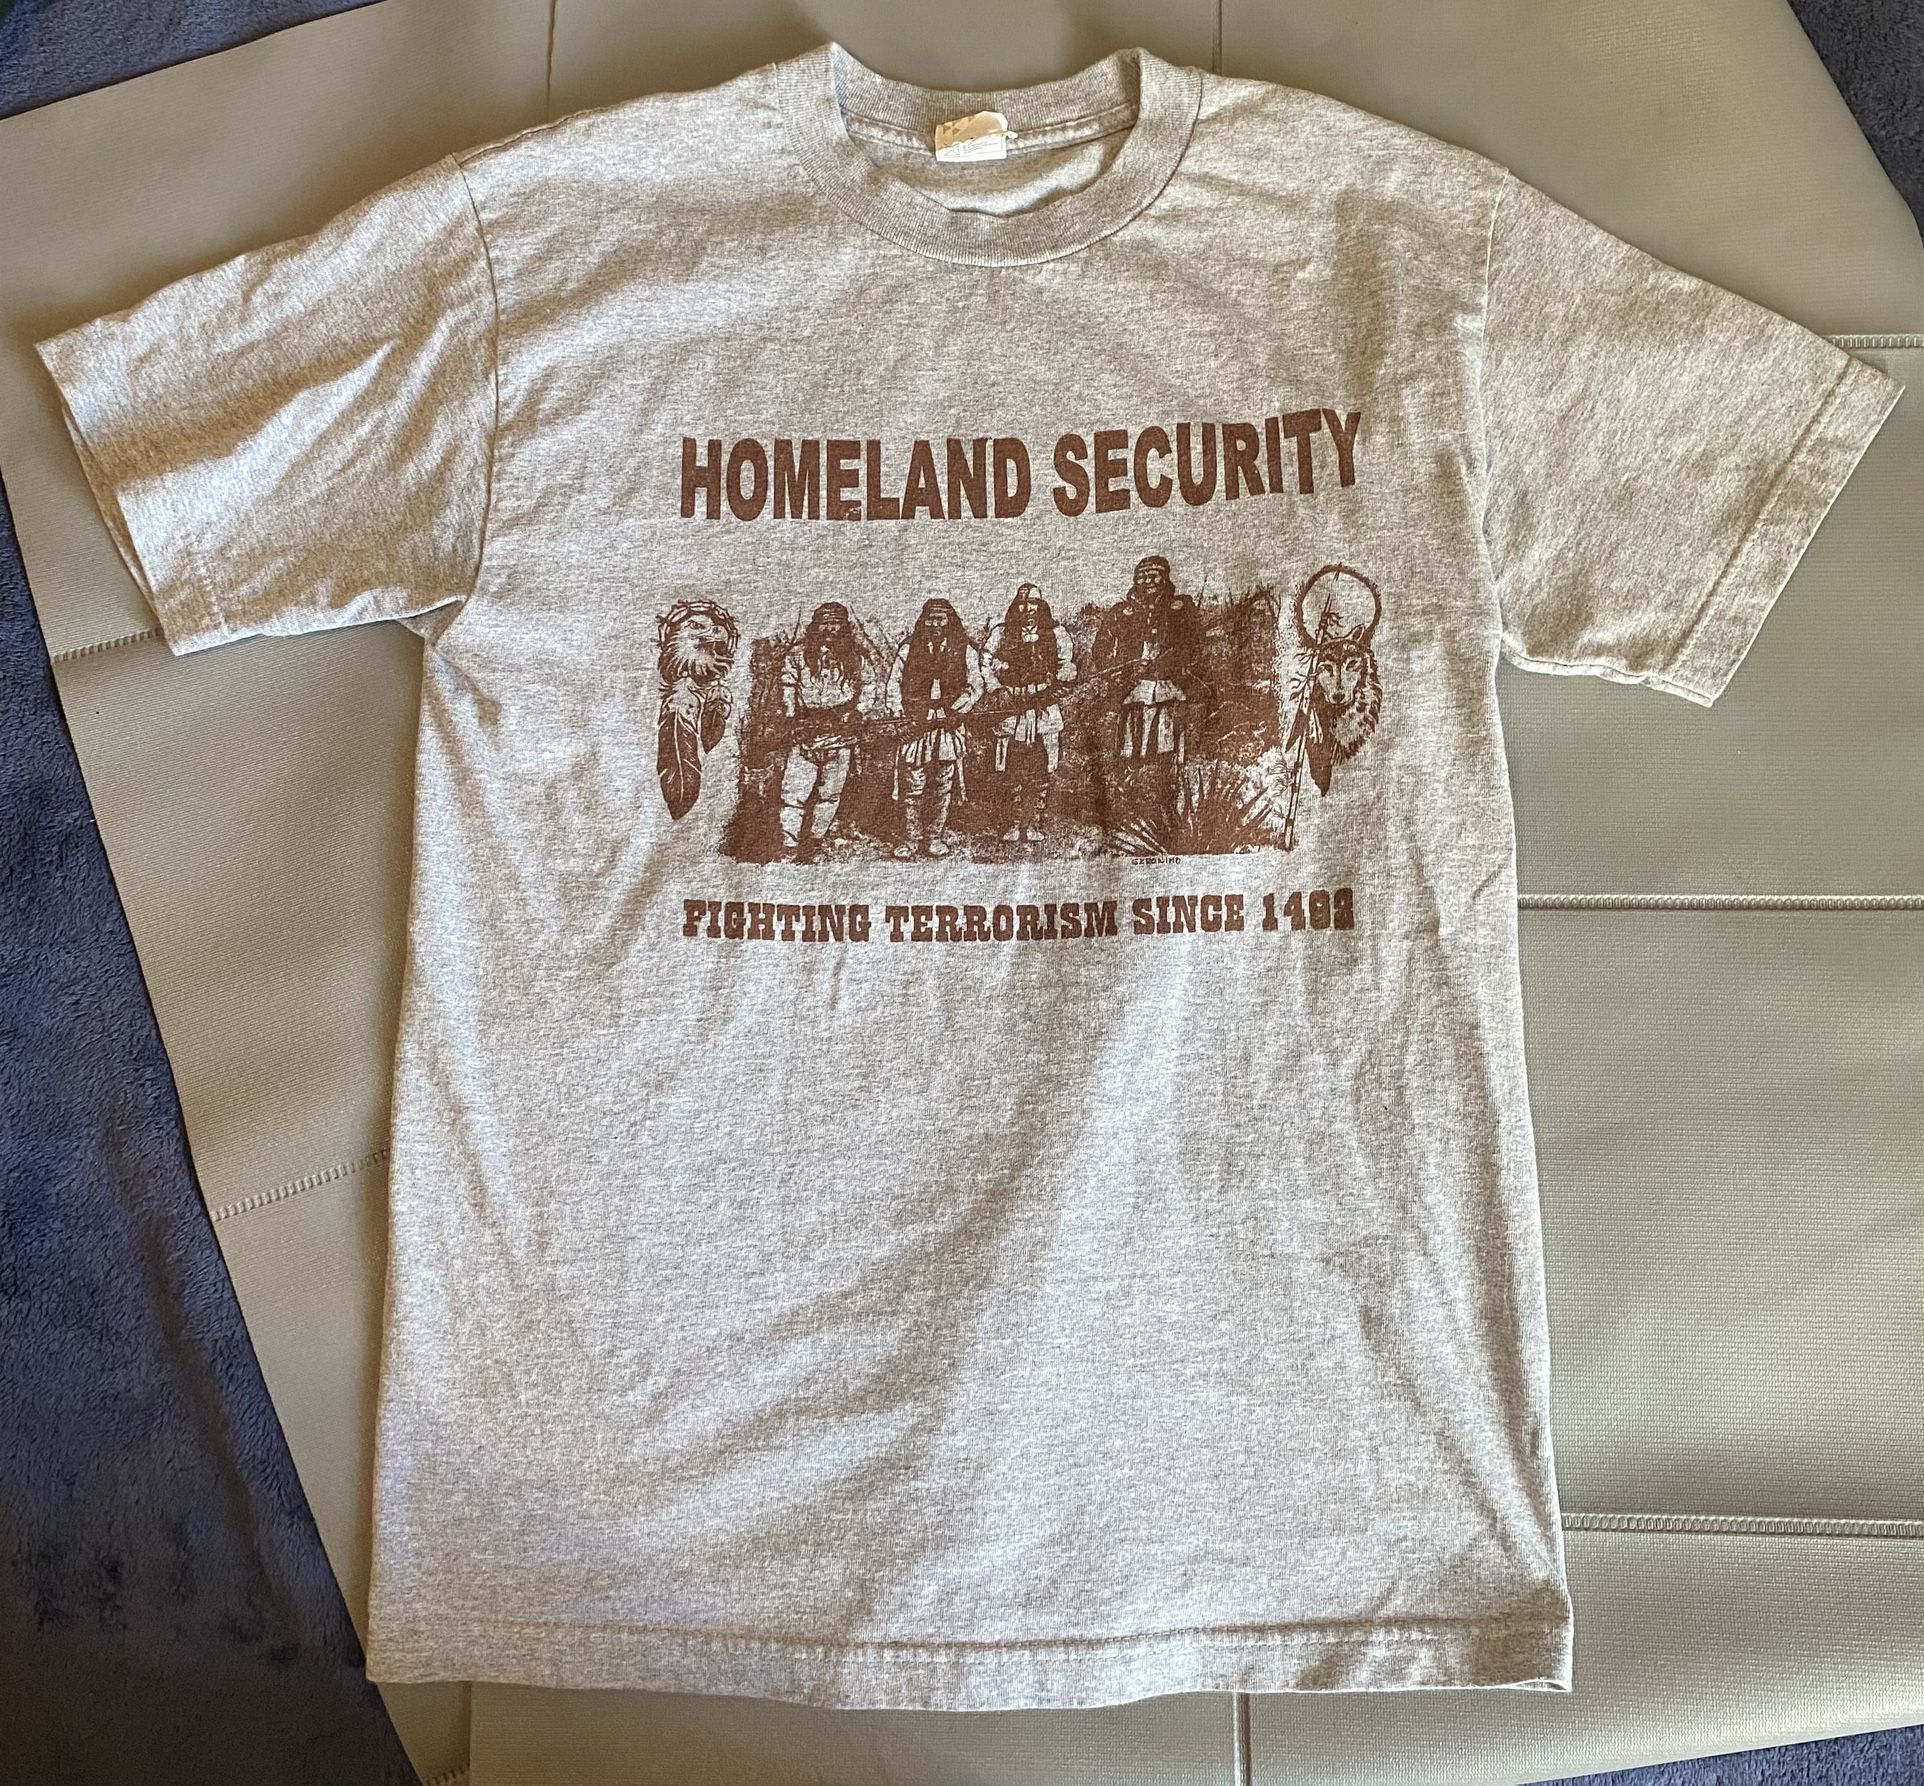 HOMELAND SECURITY
GERONIMO
FIGHTING TERRORISM SINCE 1492